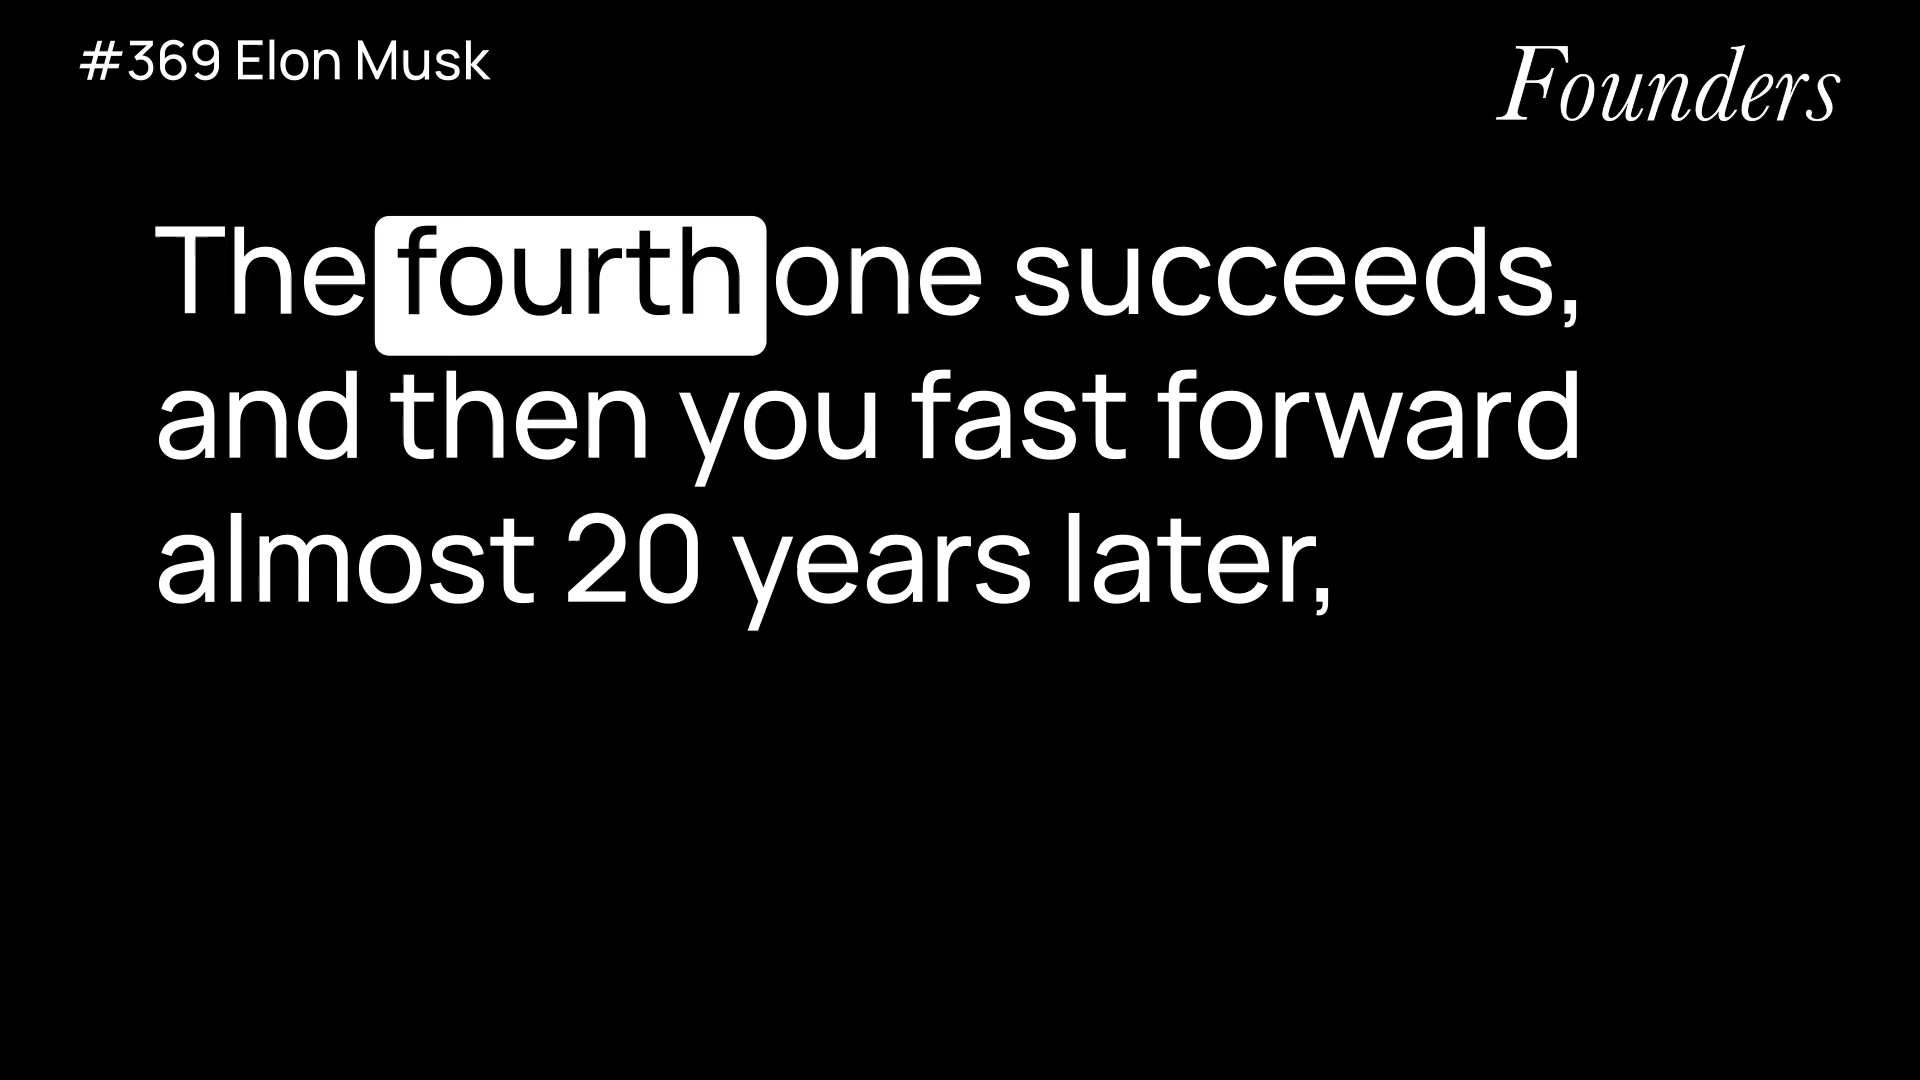 #369 Elon Musk
Founders
The fourth one succeeds,
and then you fast forward
almost 20 years later,